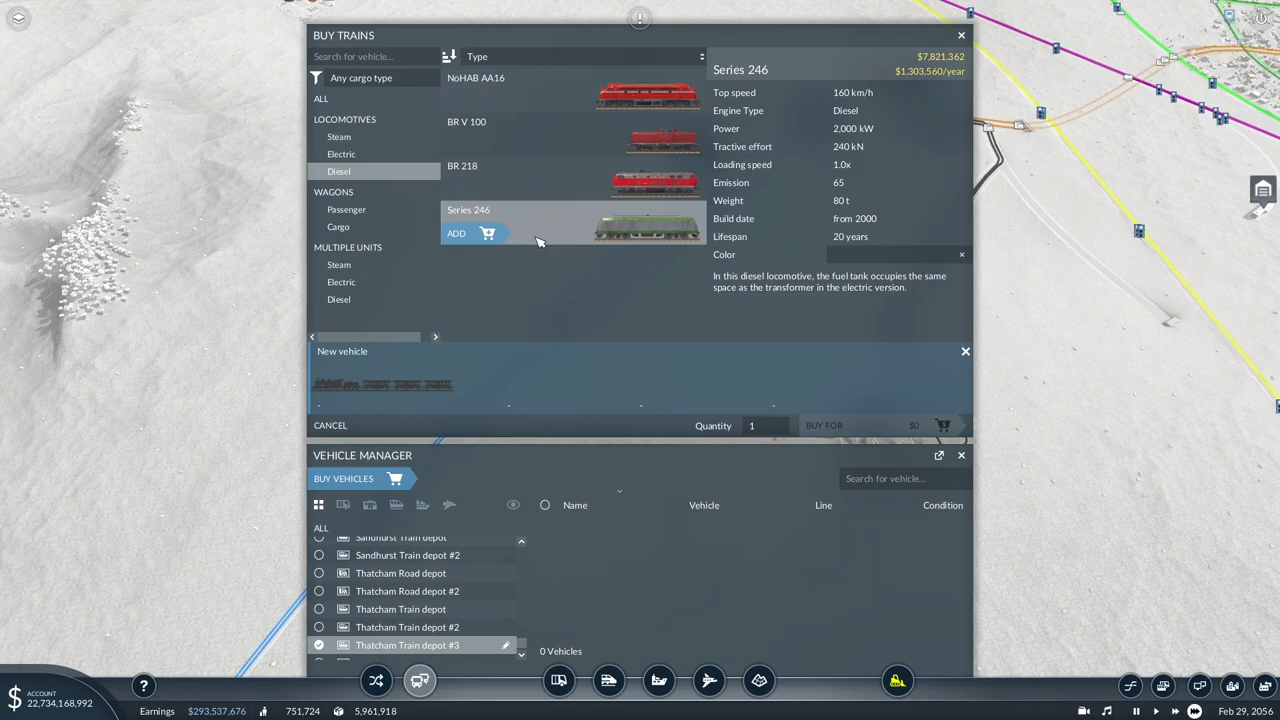 BUY TRAINS
Search for vehicle...
Type
Any cargo type
ALL
LOCOMOTIVES
Steam
Electric
Diesel
WAGONS
Passenger
Cargo
MULTIPLE UNITS
Steam
Electric
Diesel
NoHAB AA16
BR V 100
BR 218
Series 246
ADD
$7,821,362
Series 246
$1,303,560/year
Top speed 160 km/h
Engine Type Diesel
Power 2,000 kW
Tractive effort 240 kN
Loading speed 1.0x
Emission 65
Weight 80 t
Build date from 2000
Lifespan 20 years
Color
In this diesel locomotive, the fuel tank occupies the same
space as the transformer in the electric version.
New vehicle
- - - -
CANCEL
Quantity 1
BUY FOR $0
VEHICLE MANAGER
BUY VEHICLES
Search for vehicle...
Name Vehicle Line Condition
ALL
Sandhurst Train depot
Sandhurst Train depot #2
Thatcham Road depot
Thatcham Road depot #2
Thatcham Train depot
Thatcham Train depot #2
Thatcham Train depot #3
0 Vehicles
$ ACCOUNT
22,734,168,992
?
Earnings $293,537,676
751,724
5,961,918
Feb 29, 2056